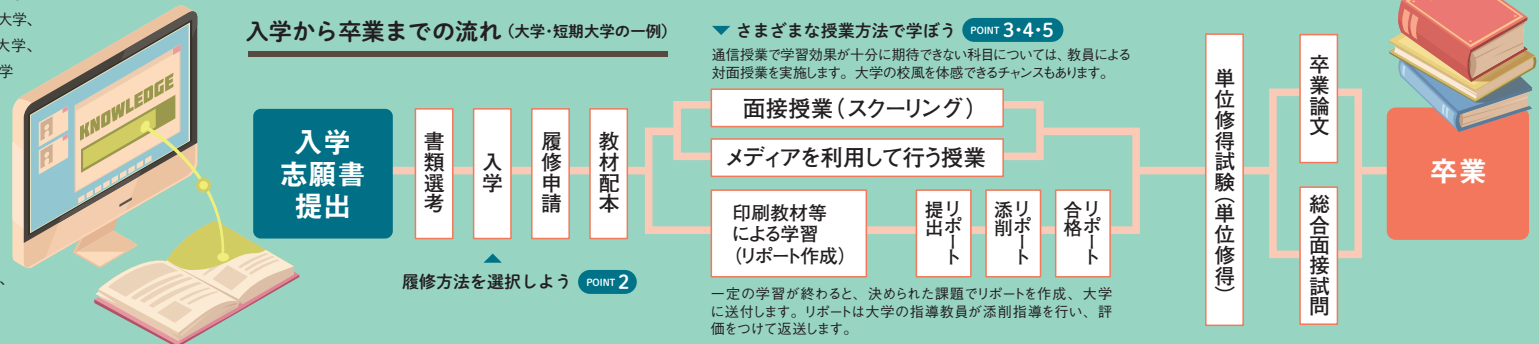 大学、
大学、
学
、
KNOWLEDGE
入学から卒業までの流れ（大学・短期大学の一例）
入学
志願書
提出
書類選考
入学
履修申請
教材配本
▲
履修方法を選択しよう POINT 2
▼ さまざまな授業方法で学ぼう POINT 3・4・5
通信授業で学習効果が十分に期待できない科目については、教員による
対面授業を実施します。大学の校風を体感できるチャンスもあります。
面接授業（スクーリング）
メディアを利用して行う授業
印刷教材等
による学習
（リポート作成）
リポート
提出
リポート
添削
リポート
合格
一定の学習が終わると、決められた課題でリポートを作成、大学
に送付します。リポートは大学の指導教員が添削指導を行い、評
価をつけて返送します。
単位修得試験（単位修得）
卒業論文
総合面接試問
卒業